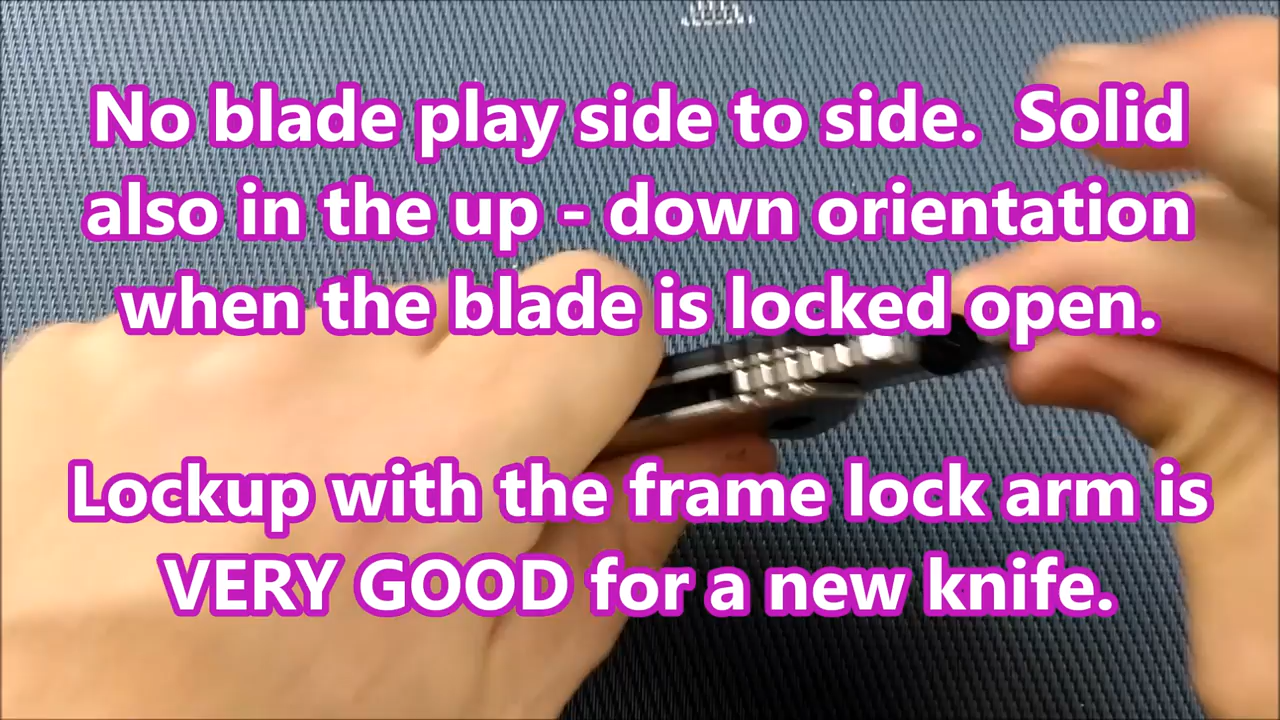 No blade play side to side.  Solid
also in the up - down orientation
when the blade is locked open.
Lockup with the frame lock arm is
VERY GOOD for a new knife.